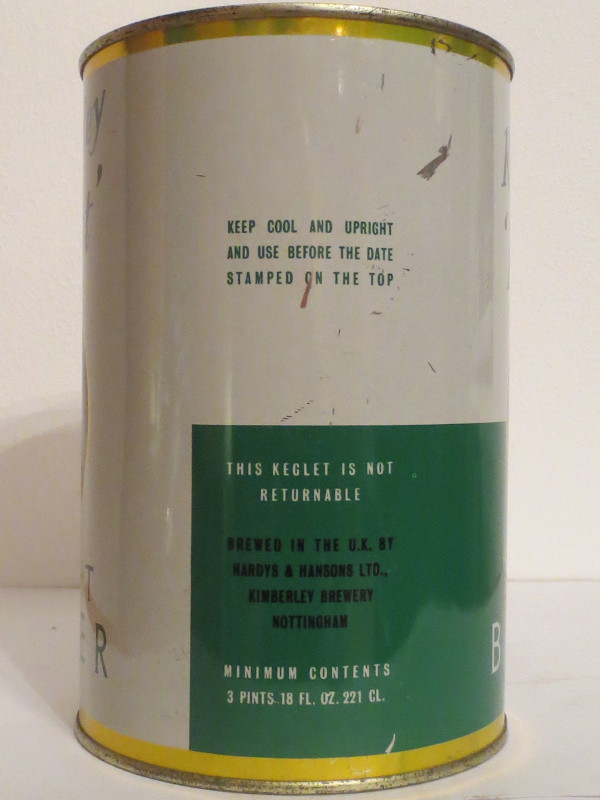 KEEP COOL AND UPRIGHT
AND USE BEFORE THE DATE
STAMPED ON THE TOP
THIS KEGLET IS NOT
RETURNABLE
BREWED IN THE U.K. BY
HARDYS & HANSONS LTD.,
KIMBERLEY BREWERY
NOTTINGHAM
MINIMUM CONTENTS
3 PINTS 18 FL. OZ. 221 CL.